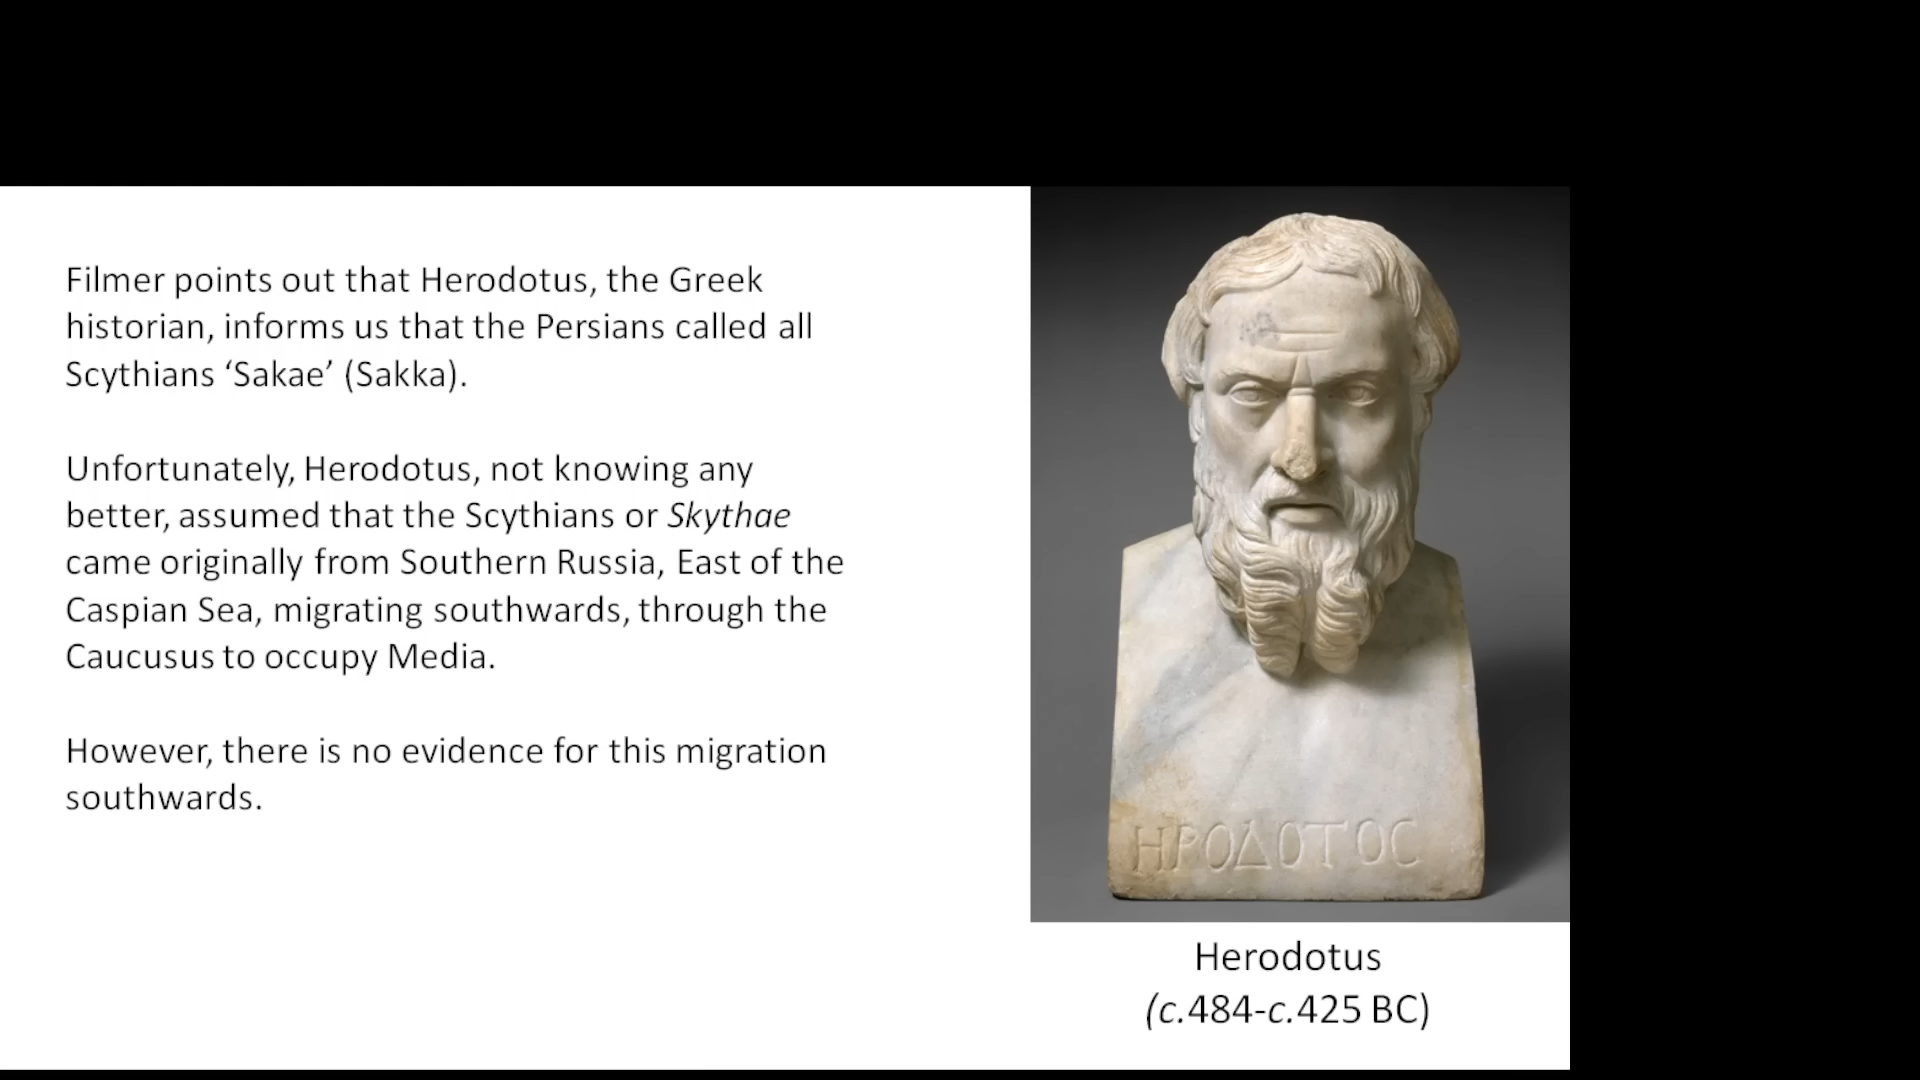 Filmer points out that Herodotus, the Greek
historian, informs us that the Persians called all
Scythians ‘Sakae’ (Sakka).
Unfortunately, Herodotus, not knowing any
better, assumed that the Scythians or Skythae
came originally from Southern Russia, East of the
Caspian Sea, migrating southwards, through the
Caucusus to occupy Media.
However, there is no evidence for this migration
southwards.
ΗΡΟΔΟΤΟC
Herodotus
(c.484-c.425 BC)